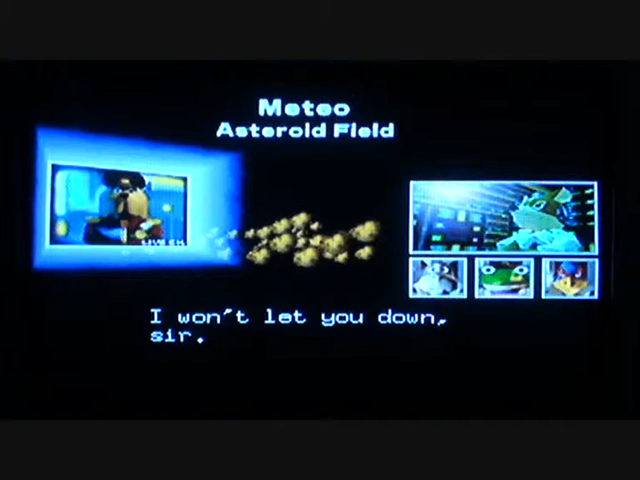 Meteo
Asteroid Field
I won't let you down,
sir.